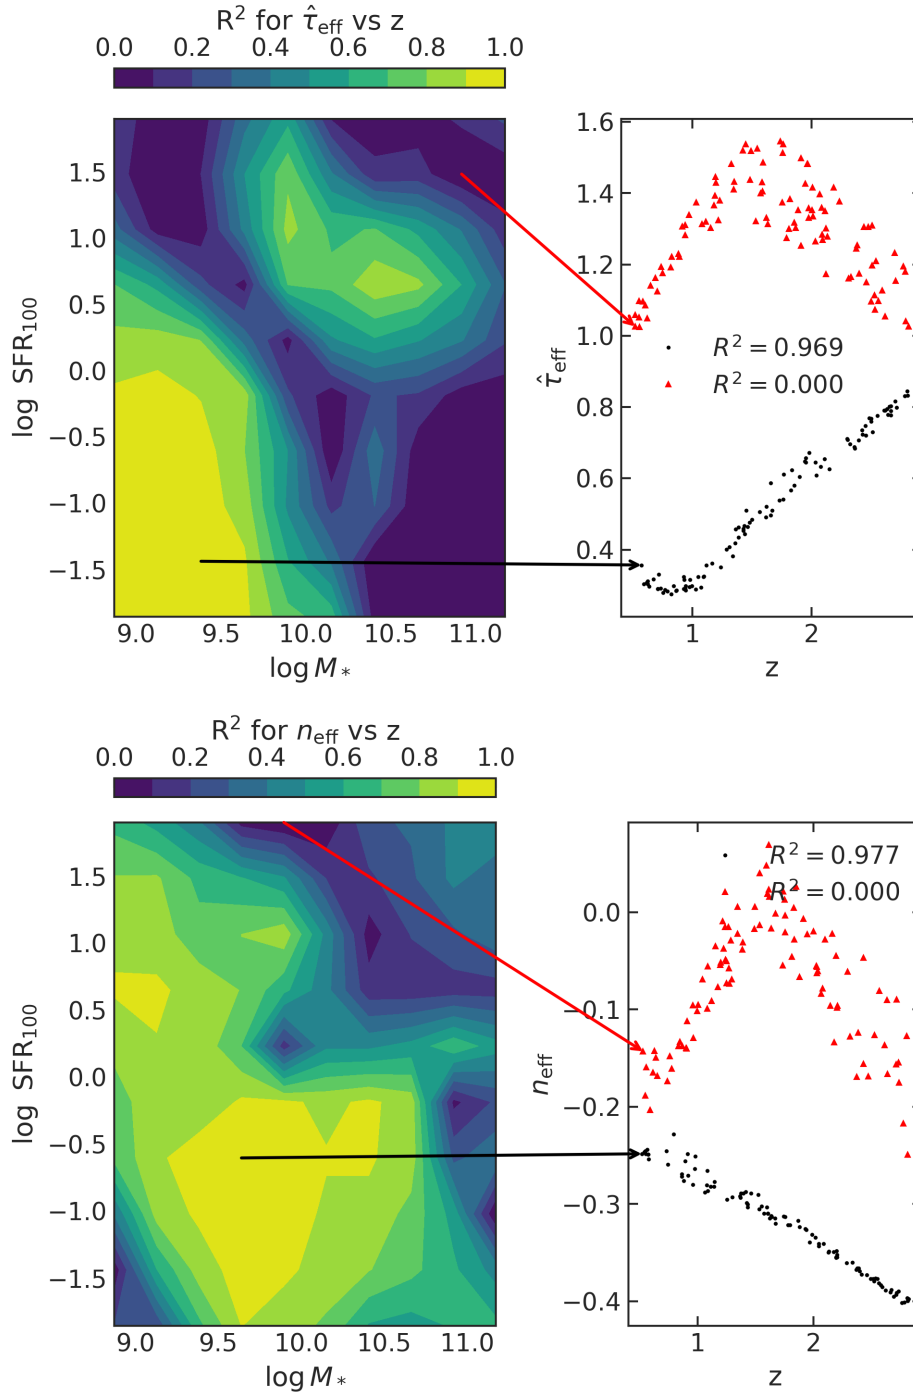 R² for τ̂eff vs z
0.0 0.2 0.4 0.6 0.8 1.0
log SFR100
1.5
1.0
0.5
0.0
−0.5
−1.0
−1.5
9.0 9.5 10.0 10.5 11.0
log M*
τ̂eff
1.6
1.4
1.2
1.0
0.8
0.6
0.4
R² = 0.969
R² = 0.000
1 2
z
R² for neff vs z
0.0 0.2 0.4 0.6 0.8 1.0
log SFR100
1.5
1.0
0.5
0.0
−0.5
−1.0
−1.5
9.0 9.5 10.0 10.5 11.0
log M*
neff
0.0
−0.1
−0.2
−0.3
−0.4
R² = 0.977
R² = 0.000
1 2
z